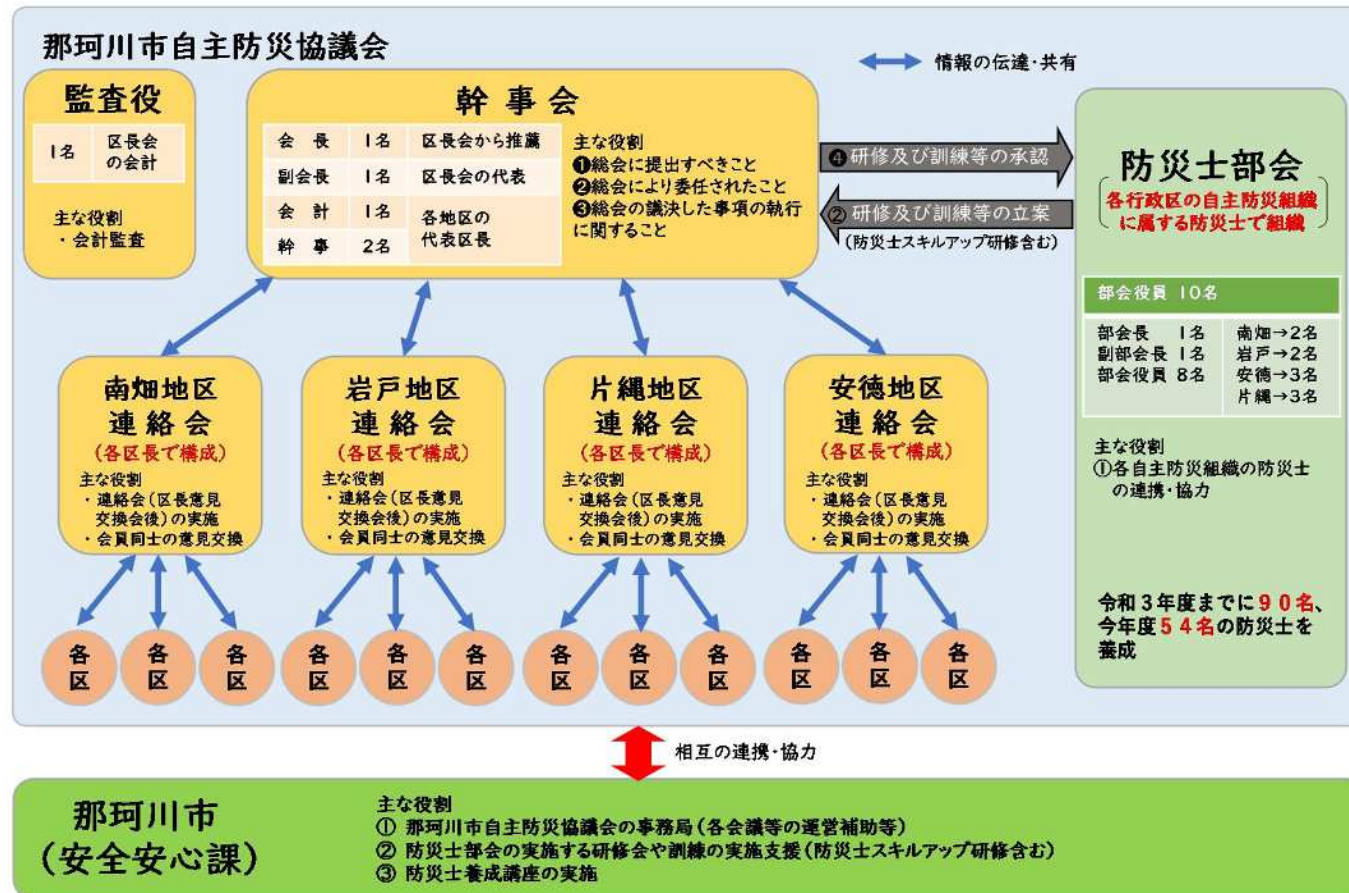 那珂川市自主防災協議会
情報の伝達・共有
監査役
1名 区長会
の会計
主な役割
・会計監査
幹事会
会長 1名 区長会から推薦
副会長 1名 区長会の代表
会計 1名 各地区の
幹事 2名 代表区長
主な役割
❶総会に提出すべきこと
❷総会により委任されたこと
❸総会の議決した事項の執行
に関すること
❹研修及び訓練等の承認
②研修及び訓練等の立案
(防災士スキルアップ研修含む)
防災士部会
各行政区の自主防災組織
に属する防災士で組織
部会役員 10名
部会長 1名
副部会長 1名
部会役員 8名
南畑→2名
岩戸→2名
安徳→3名
片縄→3名
主な役割
①各自主防災組織の防災士
の連携・協力
令和3年度までに90名、
今年度54名の防災士を
養成
南畑地区
連絡会
(各区長で構成)
主な役割
・連絡会(区長意見
交換会後)の実施
・会員同士の意見交換
岩戸地区
連絡会
(各区長で構成)
主な役割
・連絡会(区長意見
交換会後)の実施
・会員同士の意見交換
片縄地区
連絡会
(各区長で構成)
主な役割
・連絡会(区長意見
交換会後)の実施
・会員同士の意見交換
安徳地区
連絡会
(各区長で構成)
主な役割
・連絡会(区長意見
交換会後)の実施
・会員同士の意見交換
各区
各区
各区
各区
各区
各区
各区
各区
各区
各区
各区
各区
相互の連携・協力
那珂川市
(安全安心課)
主な役割
① 那珂川市自主防災協議会の事務局(各会議等の運営補助等)
② 防災士部会の実施する研修会や訓練の実施支援(防災士スキルアップ研修含む)
③ 防災士養成講座の実施